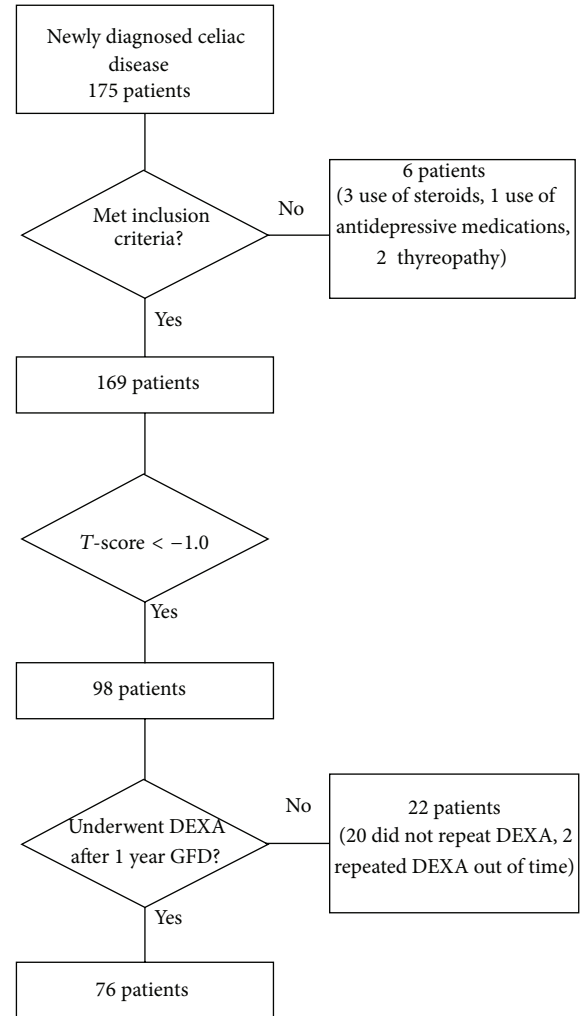 Newly diagnosed celiac
disease
175 patients
Met inclusion
criteria?
No
6 patients
(3 use of steroids, 1 use of
antidepressive medications,
2 thyreopathy)
Yes
169 patients
T-score < −1.0
Yes
98 patients
Underwent DEXA
after 1 year GFD?
No
22 patients
(20 did not repeat DEXA, 2
repeated DEXA out of time)
Yes
76 patients